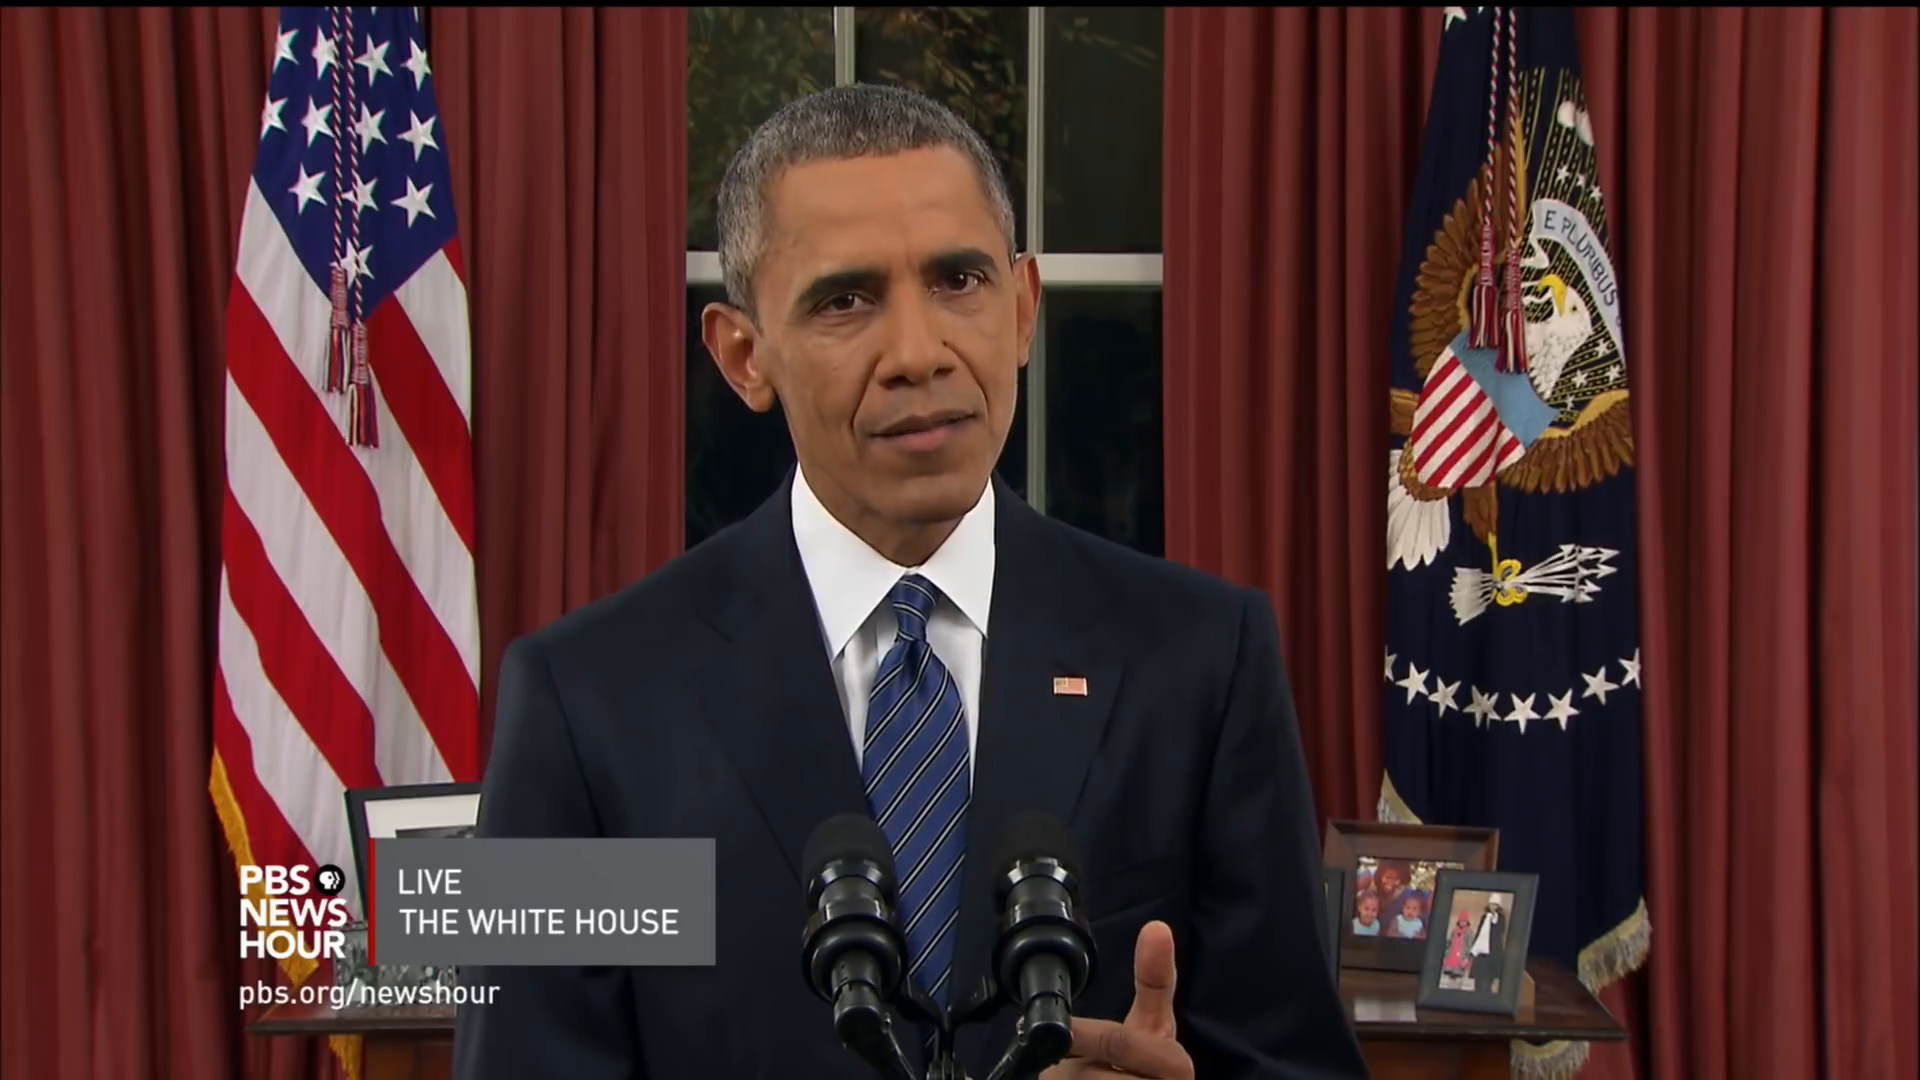 E PLURIBUS
PBS
NEWS
HOUR
LIVE
THE WHITE HOUSE
pbs.org/newshour